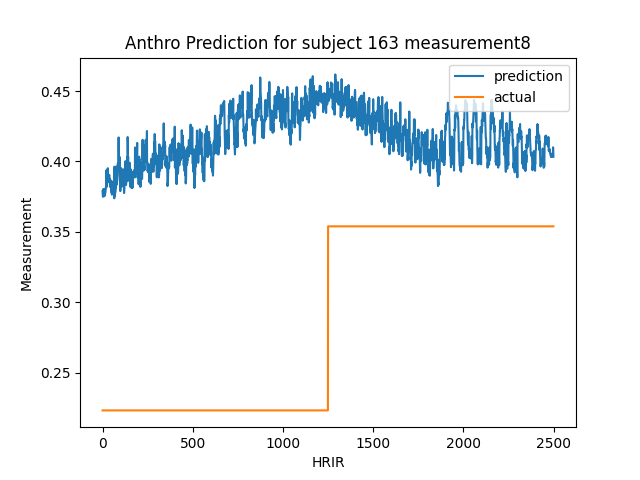 Anthro Prediction for subject 163 measurement8
prediction
actual
0.45
0.40
0.35
0.30
0.25
Measurement
0
500
1000
1500
2000
2500
HRIR